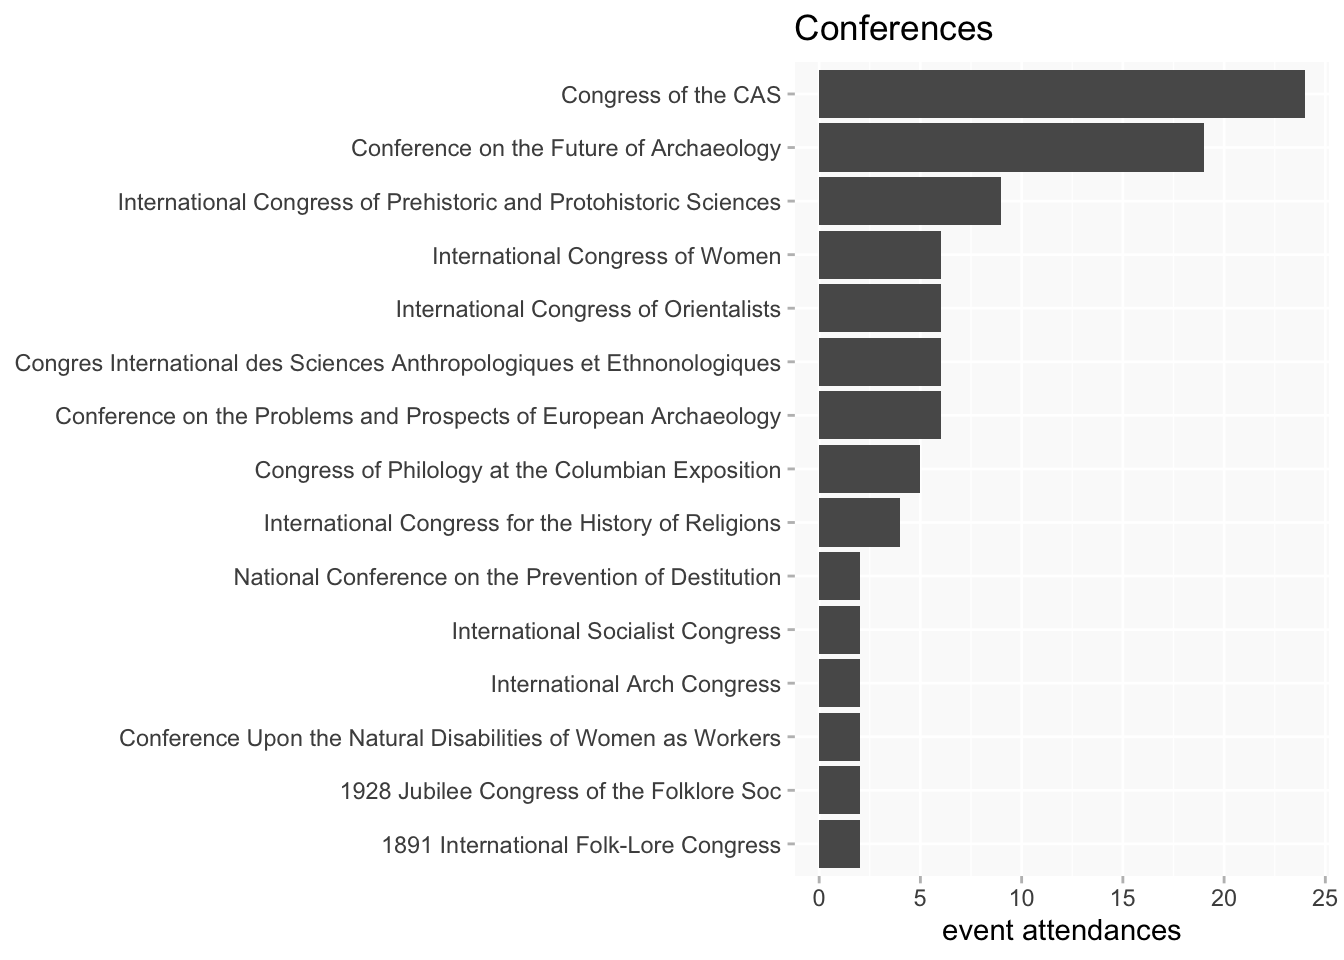 Conferences
Congress of the CAS
Conference on the Future of Archaeology
International Congress of Prehistoric and Protohistoric Sciences
International Congress of Women
International Congress of Orientalists
Congres International des Sciences Anthropologiques et Ethnonologiques
Conference on the Problems and Prospects of European Archaeology
Congress of Philology at the Columbian Exposition
International Congress for the History of Religions
National Conference on the Prevention of Destitution
International Socialist Congress
International Arch Congress
Conference Upon the Natural Disabilities of Women as Workers
1928 Jubilee Congress of the Folklore Soc
1891 International Folk-Lore Congress
0 5 10 15 20 25
event attendances